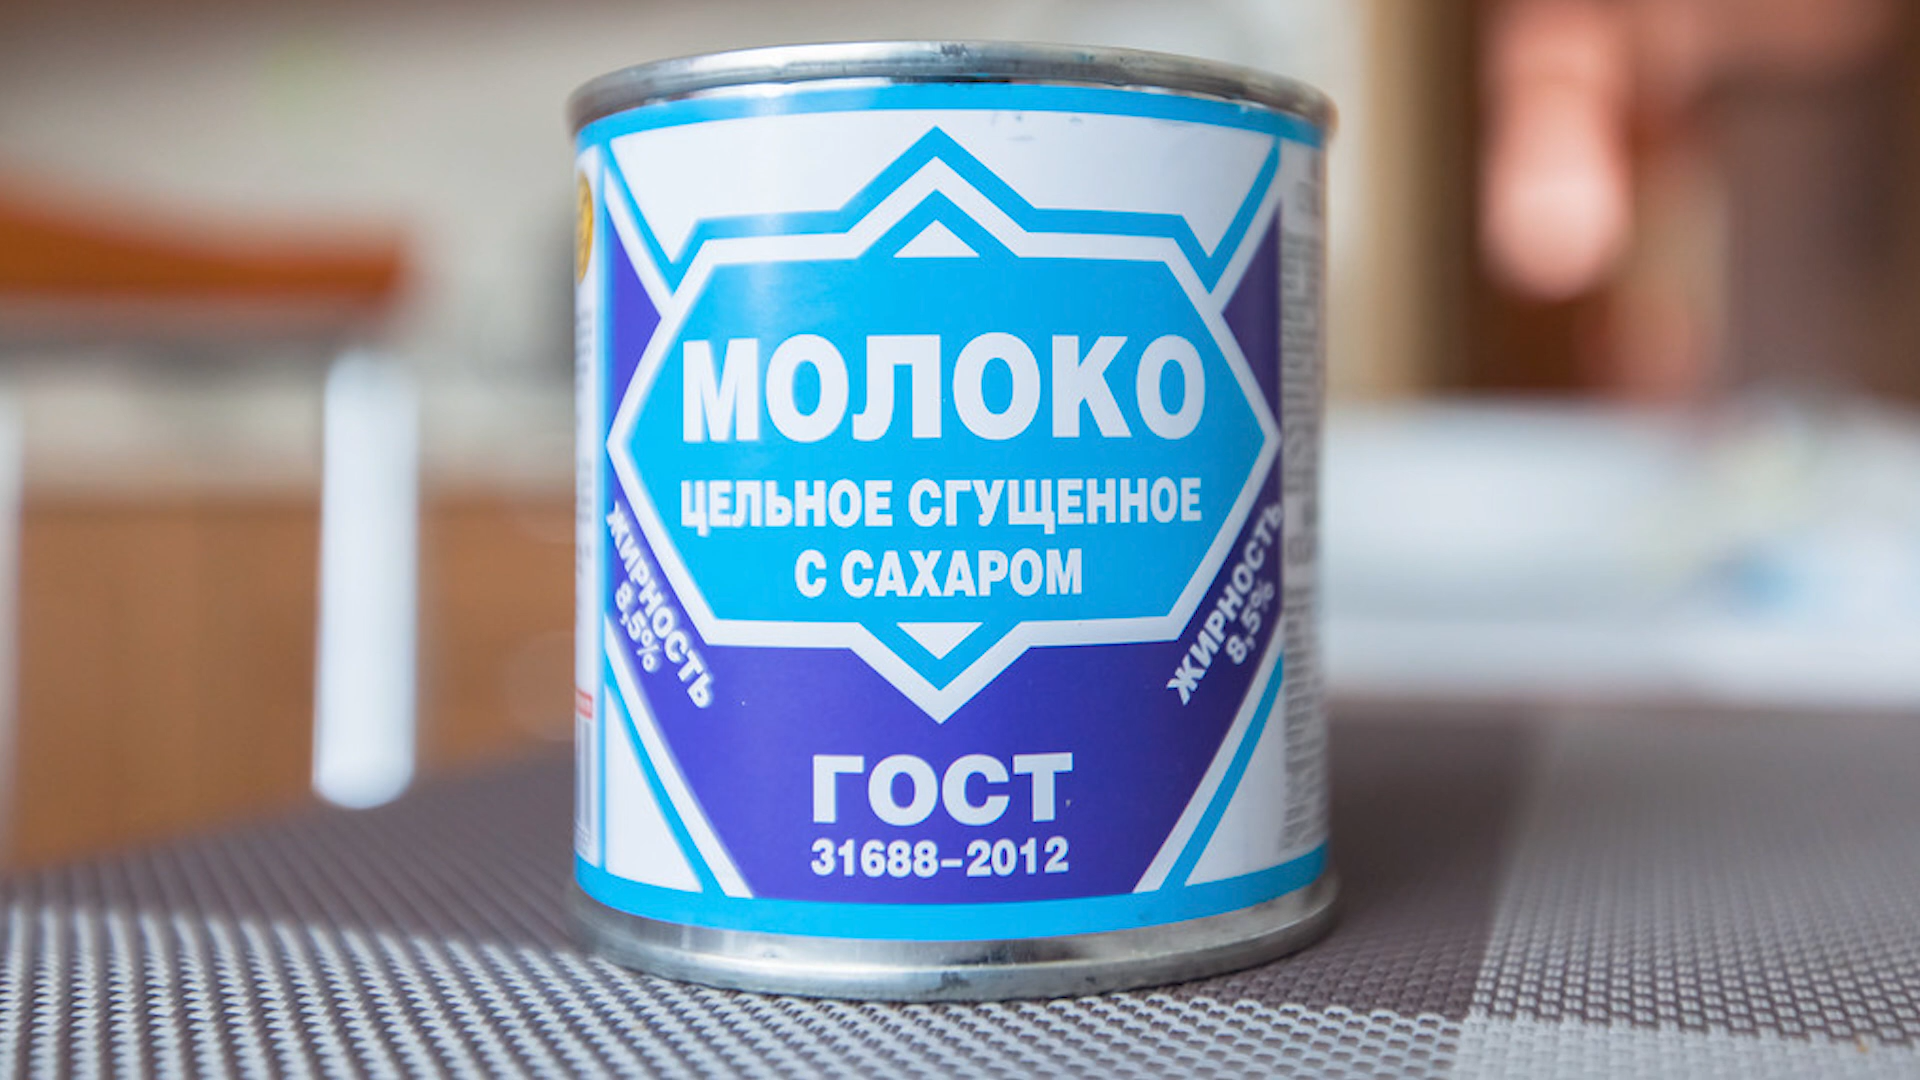 МОЛОКО
ЦЕЛЬНОЕ СГУЩЕННОЕ
С САХАРОМ
ЖИРНОСТЬ
8,5%
ЖИРНОСТЬ
8,5%
ГОСТ
31688-2012